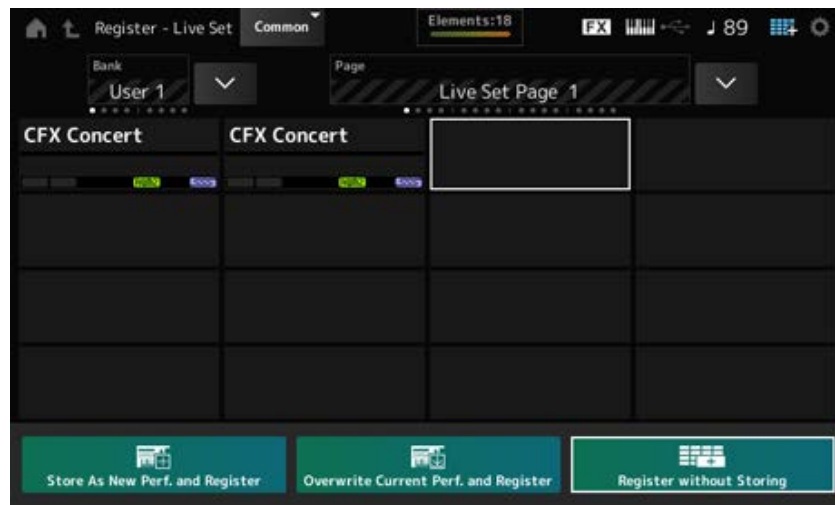 Register - Live Set
Common
Elements:18
FX
89
Bank
User 1
Page
Live Set Page 1
CFX Concert
CFX Concert
Store As New Perf. and Register
Overwrite Current Perf. and Register
Register without Storing